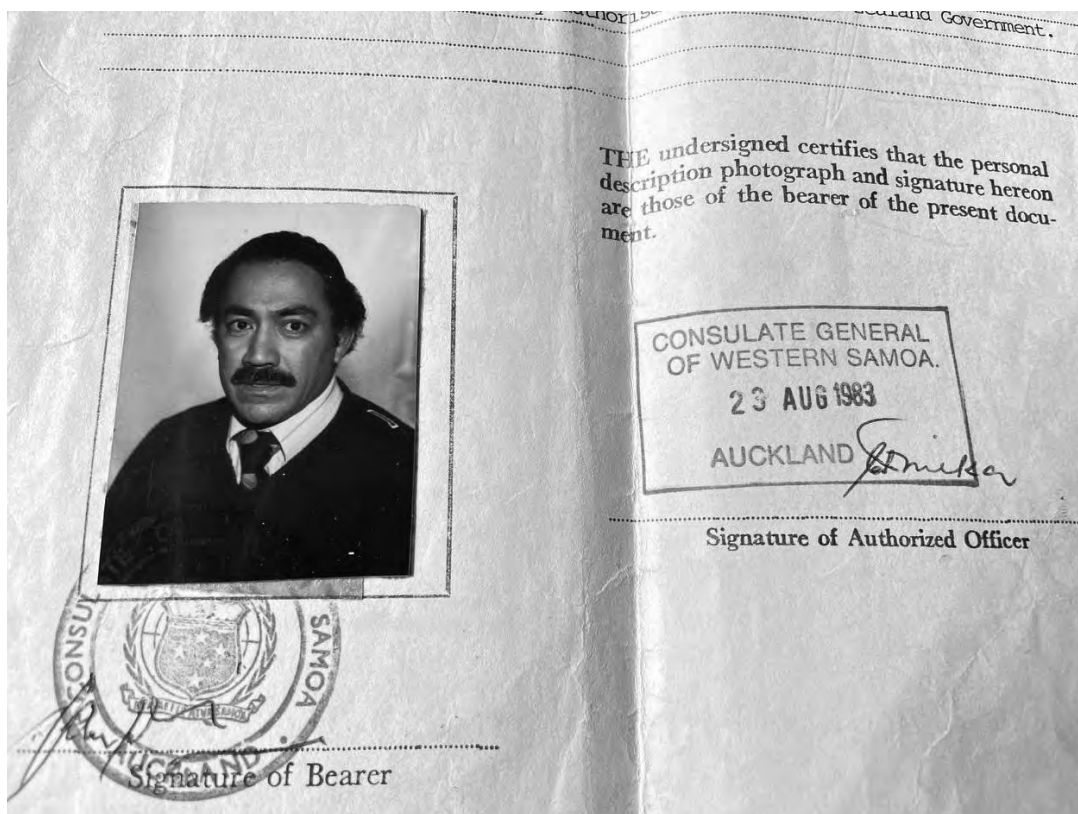 Government.
THE undersigned certifies that the personal
description photograph and signature hereon
are those of the bearer of the present docu-
ment.
CONSULATE GENERAL
OF WESTERN SAMOA.
23 AUG 1983
AUCKLAND
Signature of Authorized Officer
SAMOA
AUCKLAND
Signature of Bearer